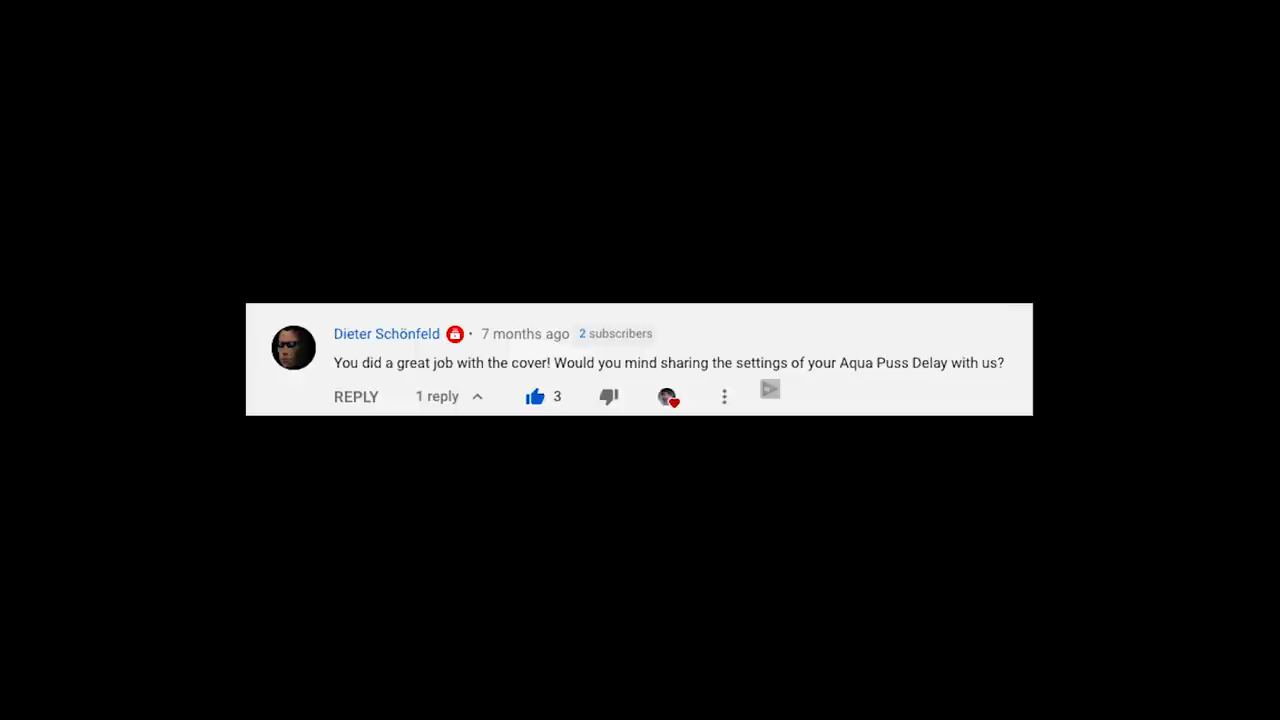 Dieter Schönfeld · 7 months ago 2 subscribers
You did a great job with the cover! Would you mind sharing the settings of your Aqua Puss Delay with us?
REPLY 1 reply 3